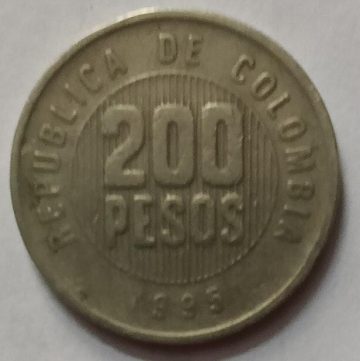 REPUBLICA DE COLOMBIA
200
PESOS
1995